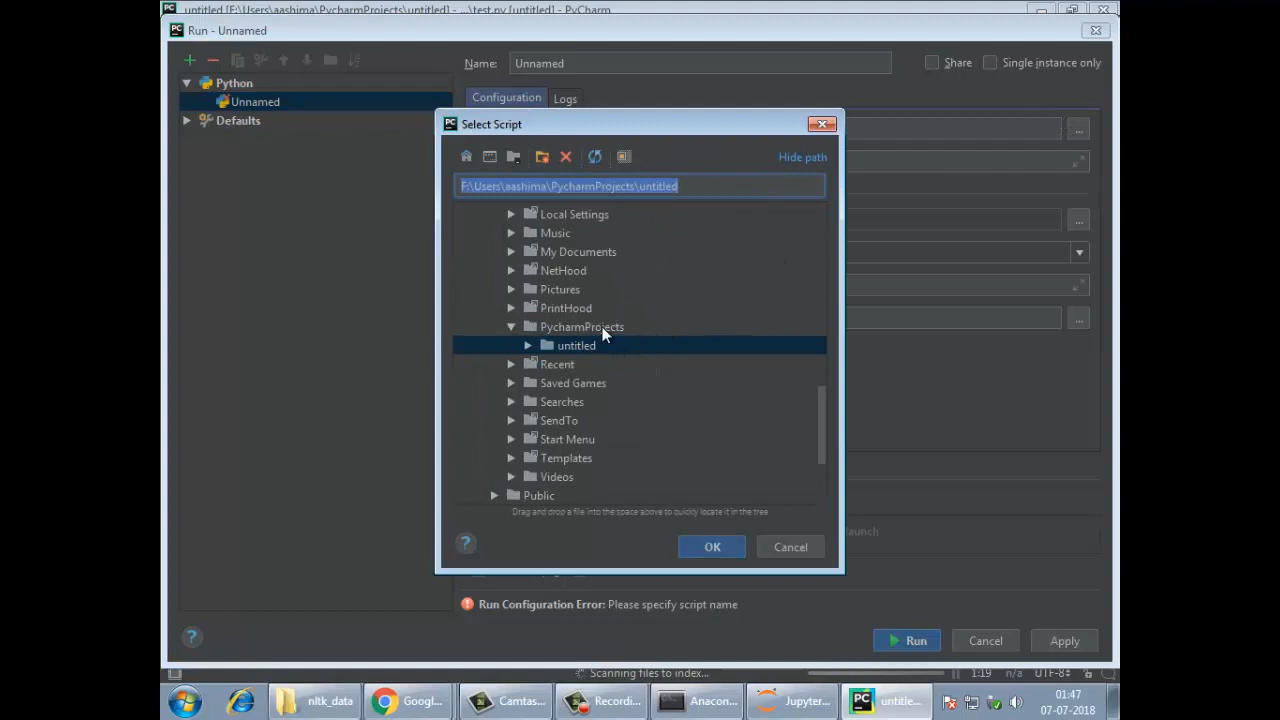 untitled [F:\Users\aashima\PycharmProjects\untitled] - ...\test.py [untitled] - PyCharm
Run - Unnamed
Name:
Unnamed
Share
Single instance only
Python
Unnamed
Defaults
Configuration
Logs
Select Script
Hide path
F:\Users\aashima\PycharmProjects\untitled
Local Settings
Music
My Documents
NetHood
Pictures
PrintHood
PycharmProjects
untitled
Recent
Saved Games
Searches
SendTo
Start Menu
Templates
Videos
Public
Drag and drop a file into the space above to quickly locate it in the tree
OK
Cancel
launch
Run Configuration Error: Please specify script name
Run
Cancel
Apply
Scanning files to index...
1:19
n/a
UTF-8
nltk_data
Googl...
Camtas...
Recordi...
Anacon...
Jupyter...
untitle...
01:47
07-07-2018